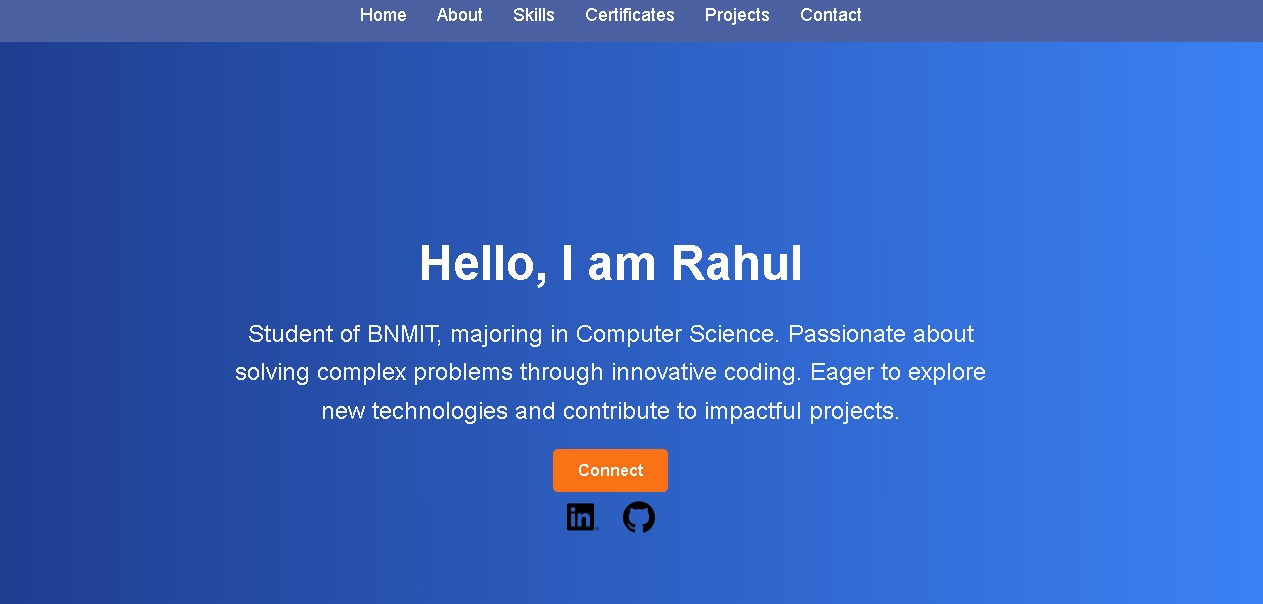 Home About Skills Certificates Projects Contact
Hello, I am Rahul
Student of BNMIT, majoring in Computer Science. Passionate about
solving complex problems through innovative coding. Eager to explore
new technologies and contribute to impactful projects.
Connect
in